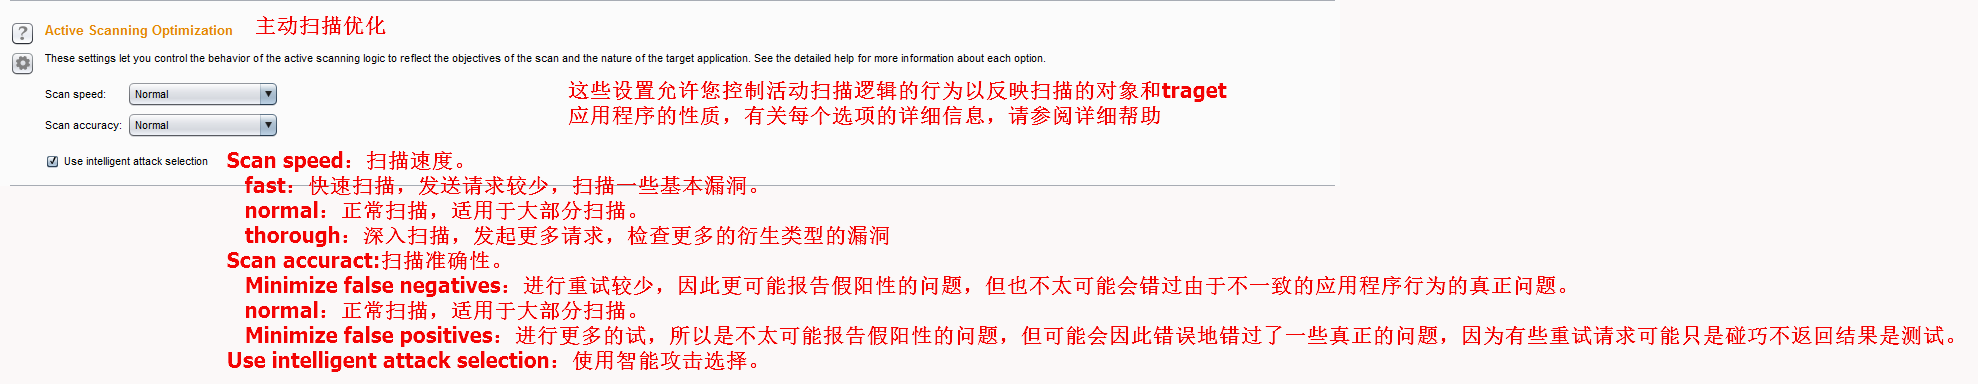 Active Scanning Optimization 主动扫描优化
These settings let you control the behavior of the active scanning logic to reflect the objectives of the scan and the nature of the target application. See the detailed help for more information about each option.
Scan speed: Normal
这些设置允许您控制活动扫描逻辑的行为以反映扫描的对象和traget
应用程序的性质，有关每个选项的详细信息，请参阅详细帮助
Scan accuracy: Normal
Use intelligent attack selection
Scan speed：扫描速度。
fast：快速扫描，发送请求较少，扫描一些基本漏洞。
normal：正常扫描，适用于大部分扫描。
thorough：深入扫描，发起更多请求，检查更多的衍生类型的漏洞
Scan accuract:扫描准确性。
Minimize false negatives：进行重试较少，因此更可能报告假阳性的问题，但也不太可能会错过由于不一致的应用程序行为的真正问题。
normal：正常扫描，适用于大部分扫描。
Minimize false positives：进行更多的试，所以是不太可能报告假阳性的问题，但可能会因此错误地错过了一些真正的问题，因为有些重试请求可能只是碰巧不返回结果是测试。
Use intelligent attack selection：使用智能攻击选择。